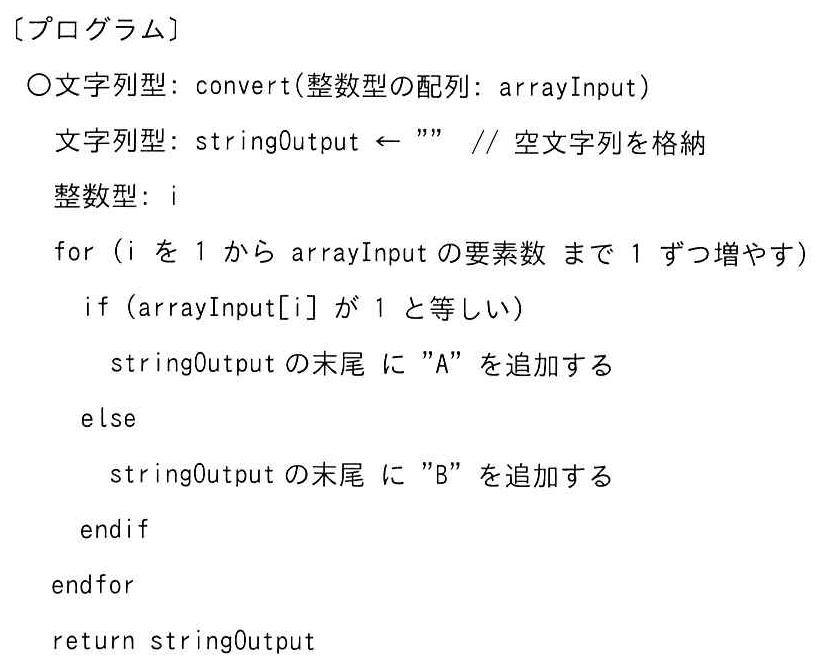 〔プログラム〕
○文字列型: convert(整数型の配列: arrayInput)
文字列型: stringOutput ← ”” // 空文字列を格納
整数型: i
for (i を 1 から arrayInput の要素数 まで 1 ずつ増やす)
if (arrayInput[i] が 1 と等しい)
stringOutput の末尾 に ”A” を追加する
else
stringOutput の末尾 に ”B” を追加する
endif
endfor
return stringOutput